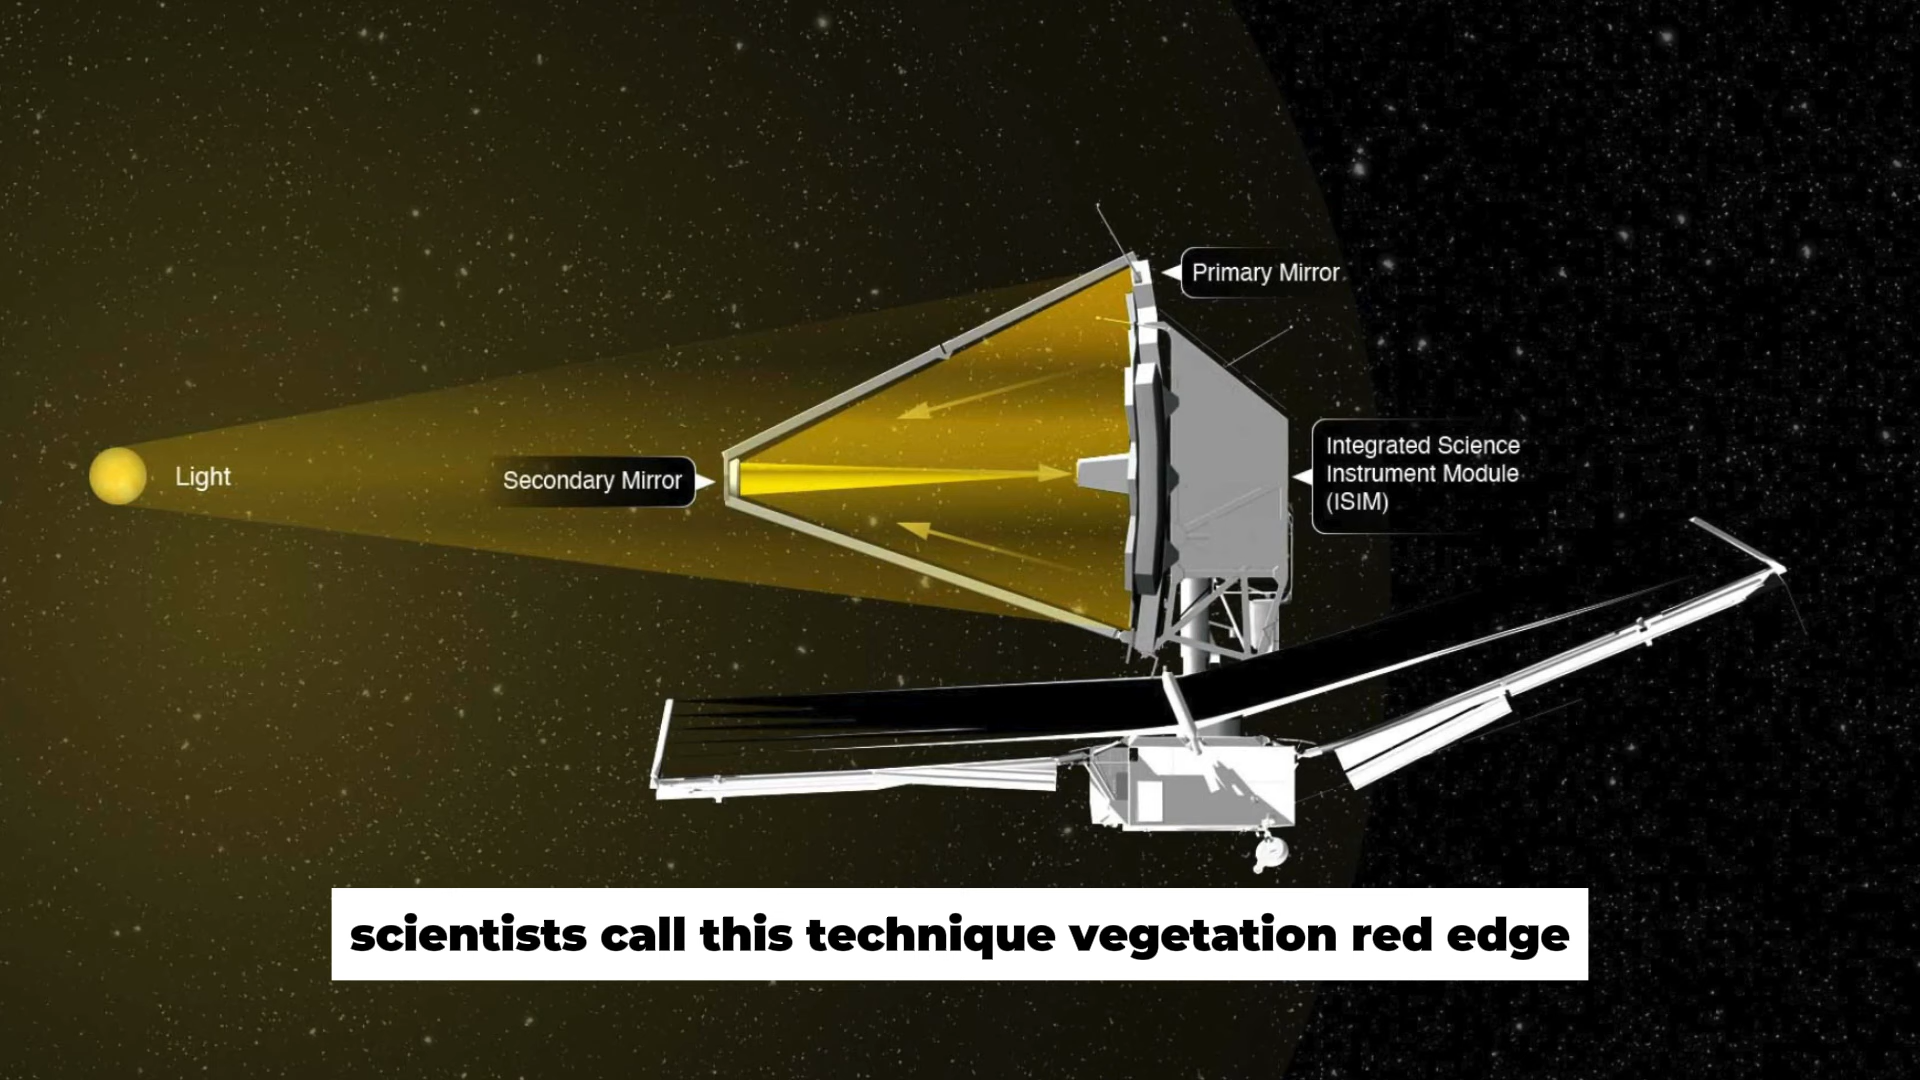 Primary Mirror
Light
Secondary Mirror
Integrated Science
Instrument Module
(ISIM)
scientists call this technique vegetation red edge